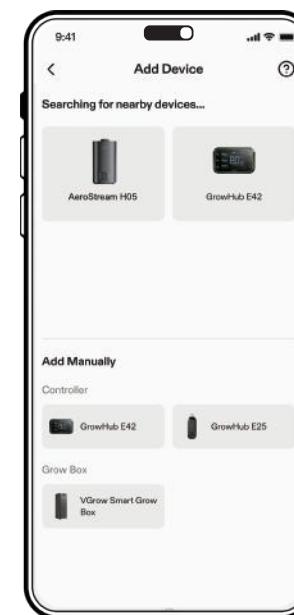 9:41
Add Device
Searching for nearby devices...
AeroStream H05
GrowHub E42
Add Manually
Controller
GrowHub E42
GrowHub E25
Grow Box
VGrow Smart Grow
Box